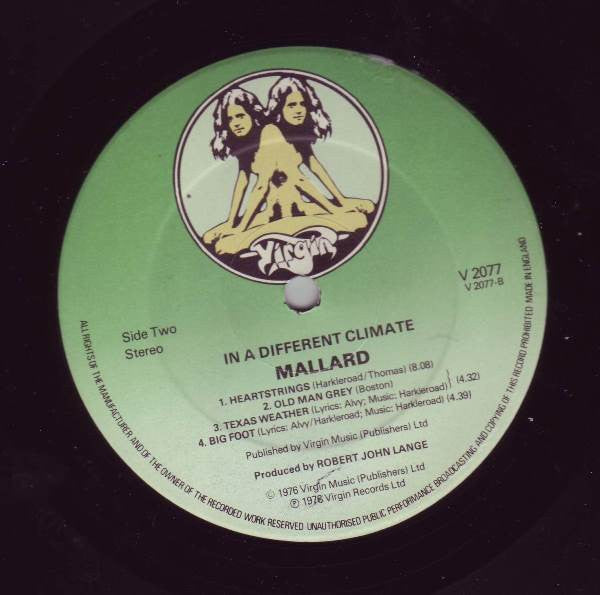 Virgin
V 2077
V 2077-B
Side Two
Stereo
IN A DIFFERENT CLIMATE
MALLARD
1. HEARTSTRINGS (Harkleroad/Thomas) (8.08)
2. OLD MAN GREY (Boston)
3. TEXAS WEATHER (Lyrics: Alvy; Music: Harkleroad) } (4.32)
4. BIG FOOT (Lyrics: Alvy/Harkleroad; Music: Harkleroad) (4.39)
Published by Virgin Music (Publishers) Ltd
Produced by ROBERT JOHN LANGE
© 1976 Virgin Music (Publishers) Ltd
℗ 1976 Virgin Records Ltd
ALL RIGHTS OF THE MANUFACTURER AND OF THE OWNER OF THE RECORDED WORK RESERVED · UNAUTHORISED PUBLIC PERFORMANCE BROADCASTING AND COPYING OF THIS RECORD PROHIBITED. MADE IN ENGLAND